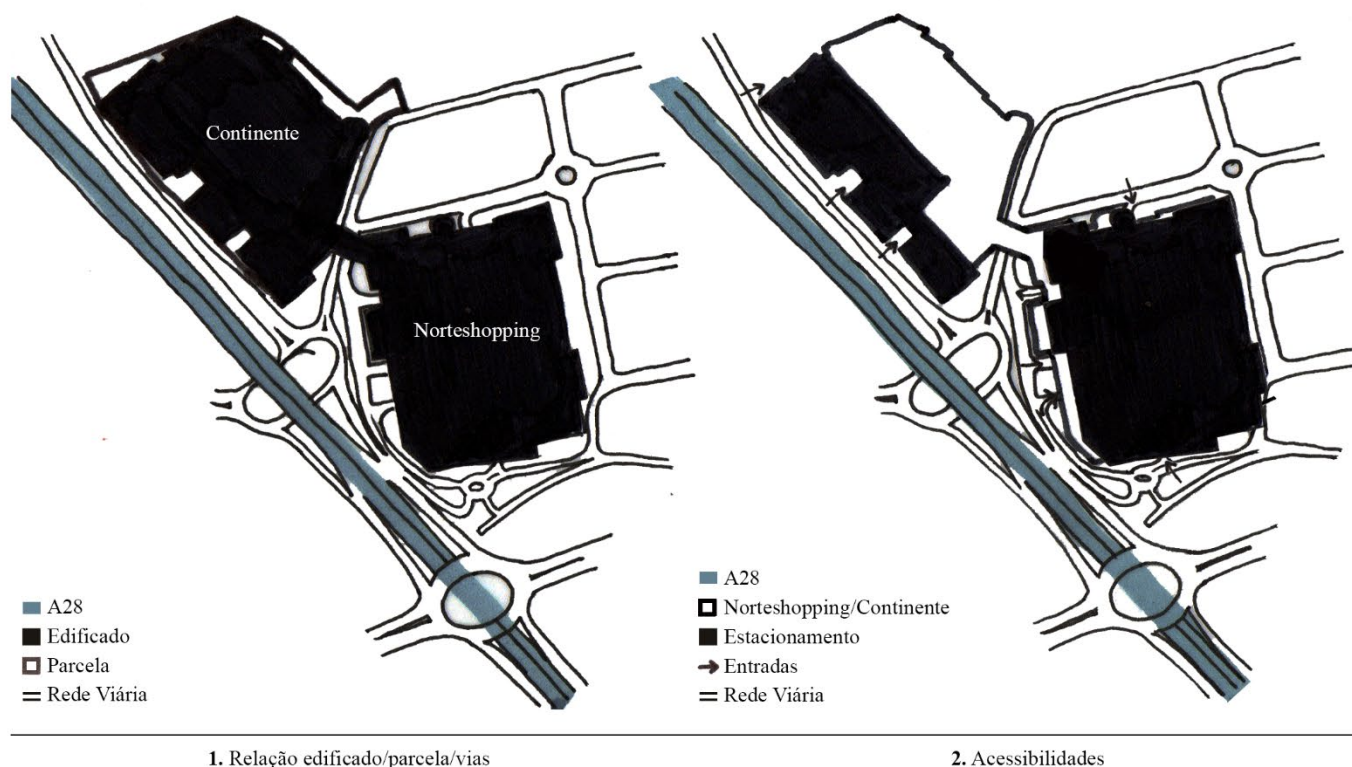 Continente
Norteshopping
A28
Edificado
Parcela
Rede Viária
A28
Norteshopping/Continente
Estacionamento
Entradas
Rede Viária
1. Relação edificado/parcela/vias
2. Acessibilidades